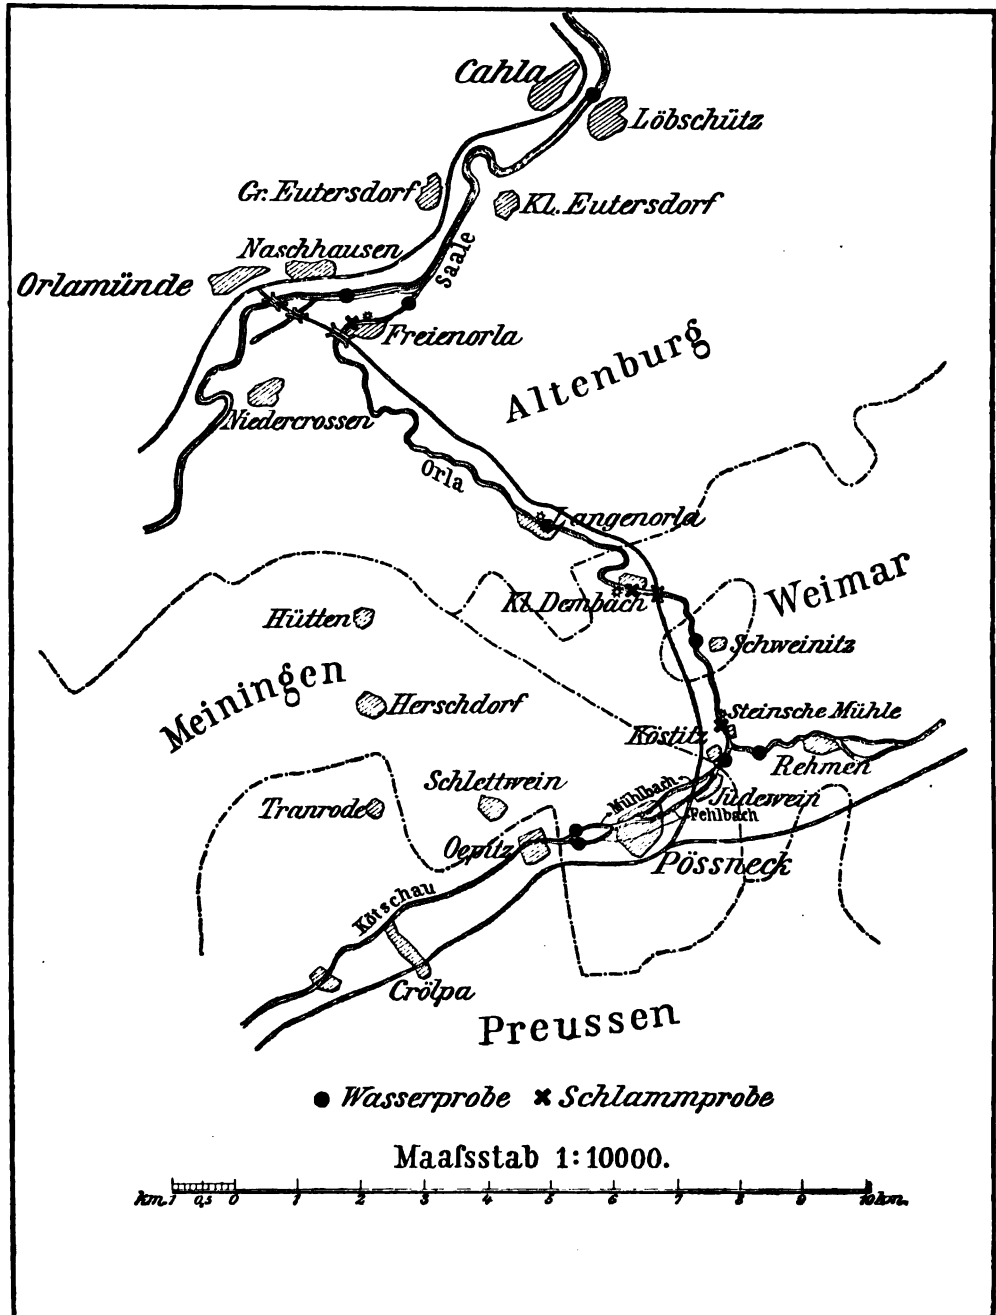 Cahla
Löbschütz
Gr. Eutersdorf
Kl. Eutersdorf
Naschhausen
Saale
Orlamünde
Freienorla
Altenburg
Niedercrossen
Orla
Langenorla
Weimar
Kl. Dembach
Hütten
Schweinitz
Meiningen
Herschdorf
Steinsche Mühle
Köstitz
Rehmen
Schlettwein
Mühlbach
Jüdewein
Tranrode
Fehlbach
Oepitz
Pössneck
Kötschau
Crölpa
Preussen
Wasserprobe Schlammprobe
Maaſsstab 1:10000.
km. 1 0,5 0 1 2 3 4 5 6 7 8 9 10 km.